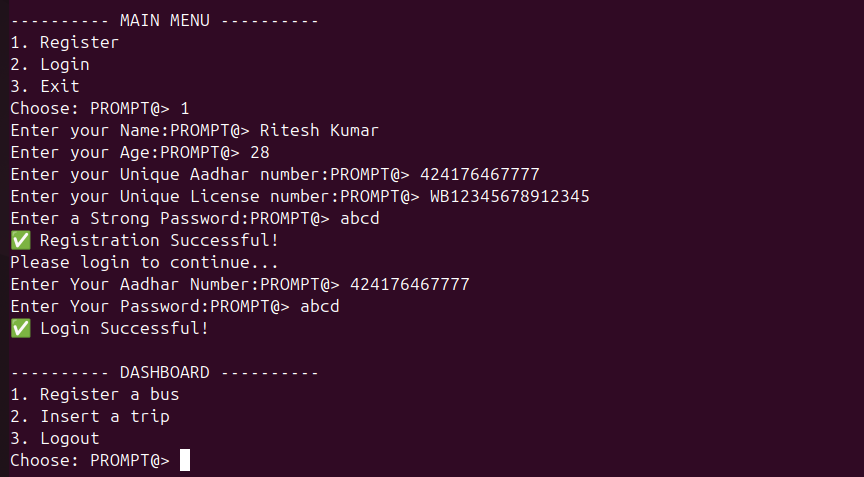 ---------- MAIN MENU ----------
1. Register
2. Login
3. Exit
Choose: PROMPT@> 1
Enter your Name:PROMPT@> Ritesh Kumar
Enter your Age:PROMPT@> 28
Enter your Unique Aadhar number:PROMPT@> 424176467777
Enter your Unique License number:PROMPT@> WB12345678912345
Enter a Strong Password:PROMPT@> abcd
✅ Registration Successful!
Please login to continue...
Enter Your Aadhar Number:PROMPT@> 424176467777
Enter Your Password:PROMPT@> abcd
✅ Login Successful!
---------- DASHBOARD ----------
1. Register a bus
2. Insert a trip
3. Logout
Choose: PROMPT@>